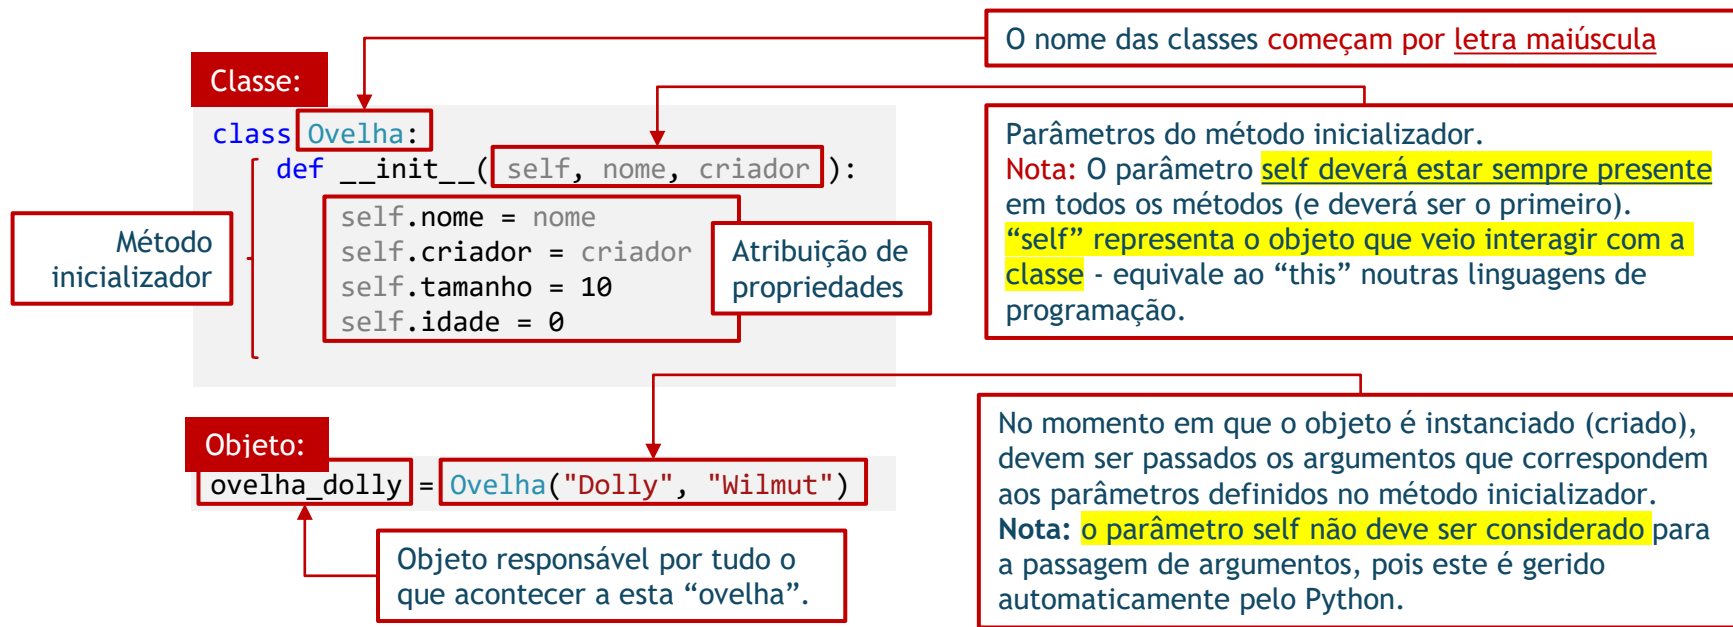 O nome das classes começam por letra maiúscula
Classe:
class Ovelha:
def __init__( self, nome, criador ):
self.nome = nome
self.criador = criador
self.tamanho = 10
self.idade = 0
Método
inicializador
Atribuição de
propriedades
Parâmetros do método inicializador.
Nota: O parâmetro self deverá estar sempre presente
em todos os métodos (e deverá ser o primeiro).
“self” representa o objeto que veio interagir com a
classe - equivale ao “this” noutras linguagens de
programação.
Objeto:
ovelha_dolly = Ovelha("Dolly", "Wilmut")
Objeto responsável por tudo o
que acontecer a esta “ovelha”.
No momento em que o objeto é instanciado (criado),
devem ser passados os argumentos que correspondem
aos parâmetros definidos no método inicializador.
Nota: o parâmetro self não deve ser considerado para
a passagem de argumentos, pois este é gerido
automaticamente pelo Python.